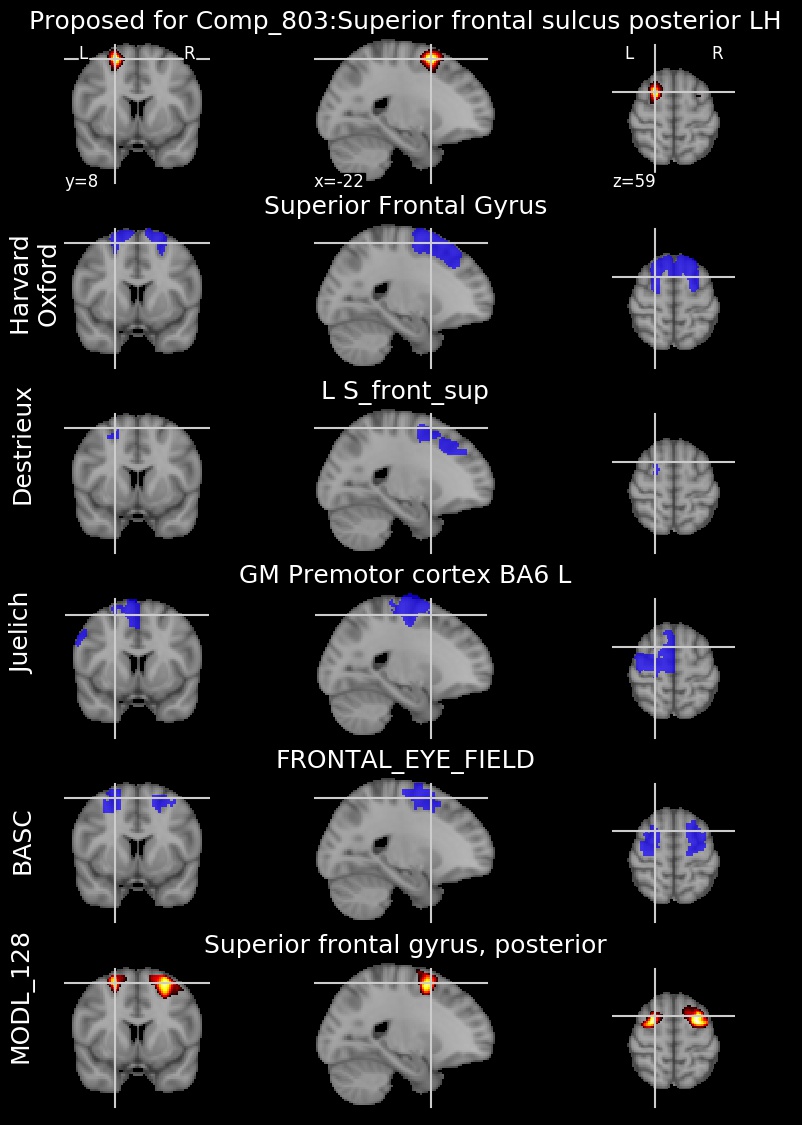 Proposed for Comp_803:Superior frontal sulcus posterior LH
L R
L R
y=8
x=-22
z=59
Superior Frontal Gyrus
Harvard
Oxford
L S_front_sup
Destrieux
GM Premotor cortex BA6 L
Juelich
FRONTAL_EYE_FIELD
BASC
Superior frontal gyrus, posterior
MODL_128